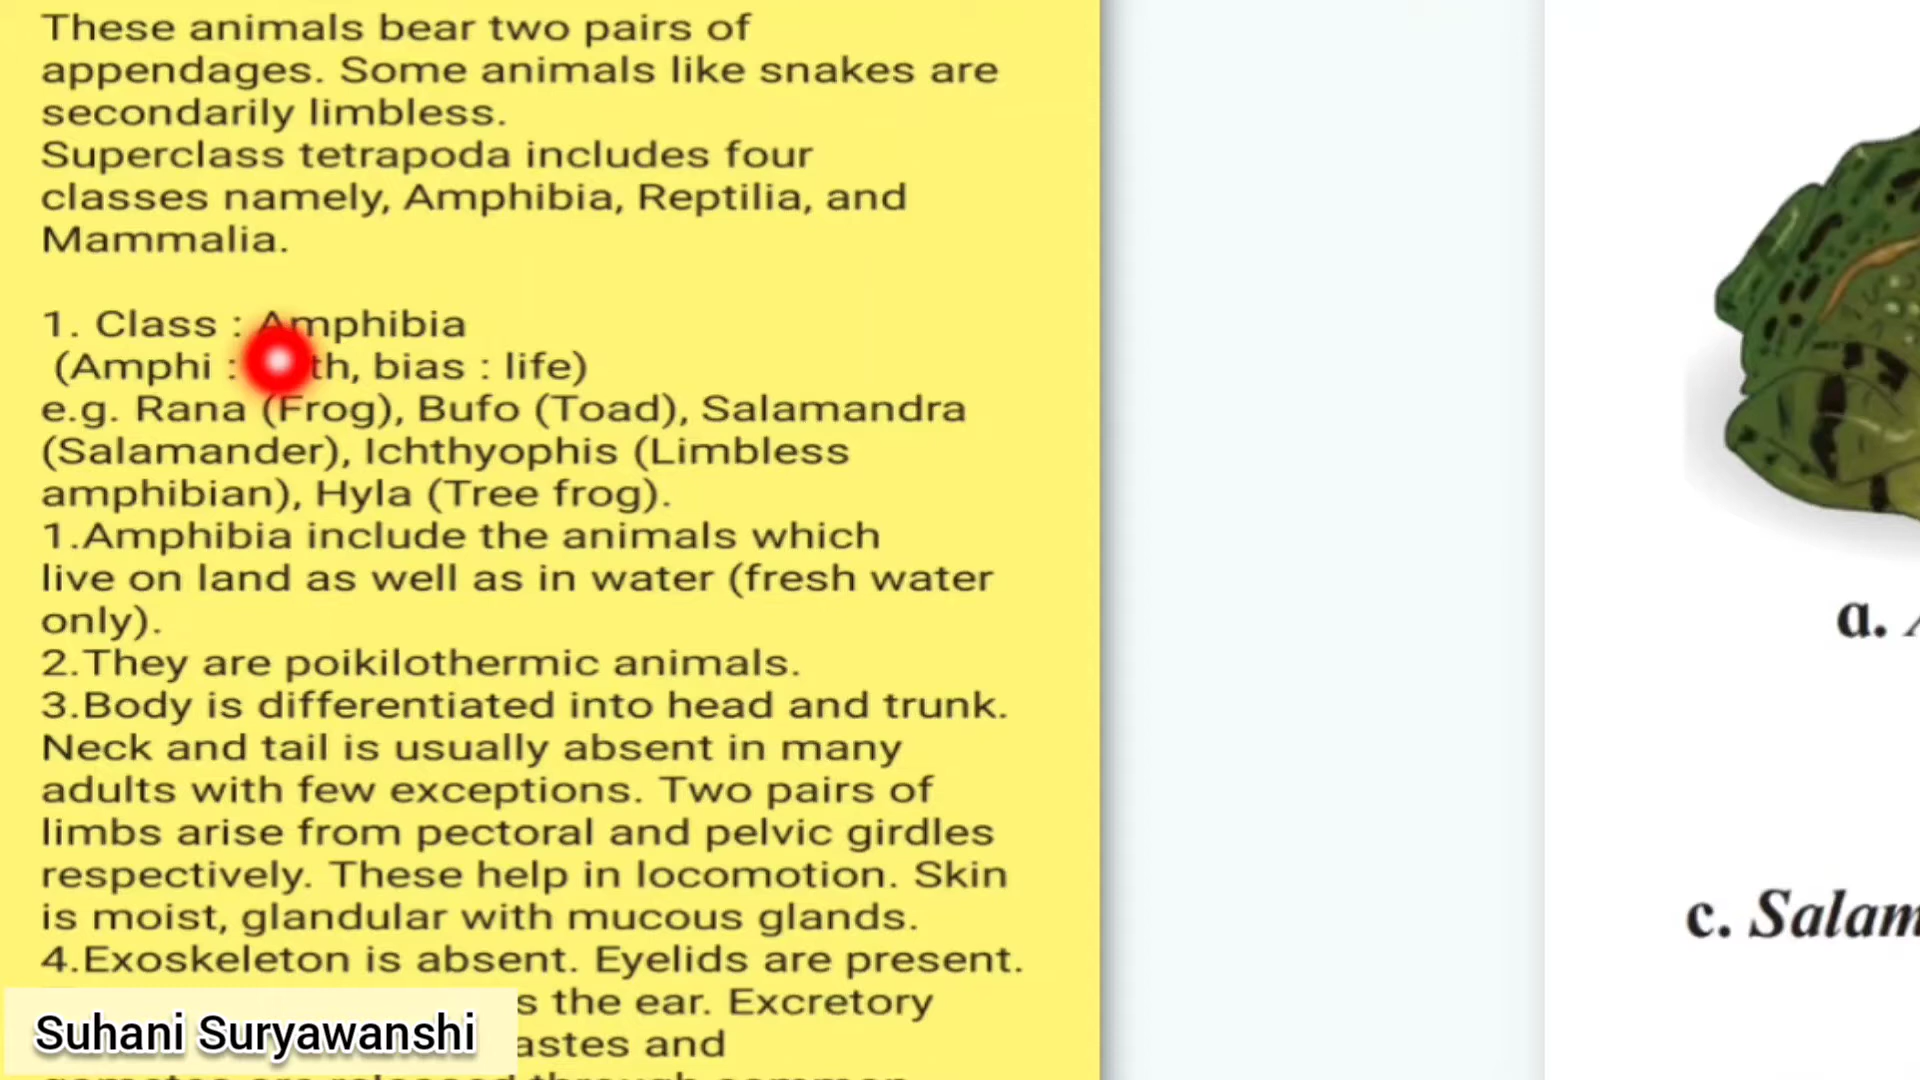 These animals bear two pairs of
appendages. Some animals like snakes are
secondarily limbless.
Superclass tetrapoda includes four
classes namely, Amphibia, Reptilia, and
Mammalia.
1. Class : Amphibia
(Amphi : th, bias : life)
e.g. Rana (Frog), Bufo (Toad), Salamandra
(Salamander), Ichthyophis (Limbless
amphibian), Hyla (Tree frog).
1.Amphibia include the animals which
live on land as well as in water (fresh water
only).
2.They are poikilothermic animals.
3.Body is differentiated into head and trunk.
Neck and tail is usually absent in many
adults with few exceptions. Two pairs of
limbs arise from pectoral and pelvic girdles
respectively. These help in locomotion. Skin
is moist, glandular with mucous glands.
4.Exoskeleton is absent. Eyelids are present.
s the ear. Excretory
astes and
Suhani Suryawanshi
a.
c. Salam